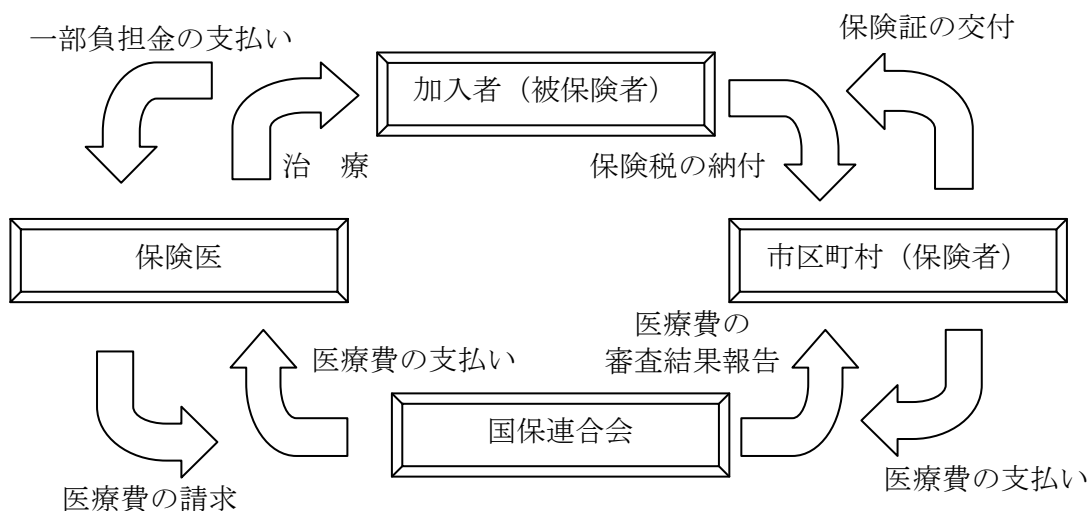 一部負担金の支払い
保険証の交付
加入者（被保険者）
治　療
保険税の納付
保険医
市区町村（保険者）
医療費の
審査結果報告
医療費の支払い
国保連合会
医療費の請求
医療費の支払い